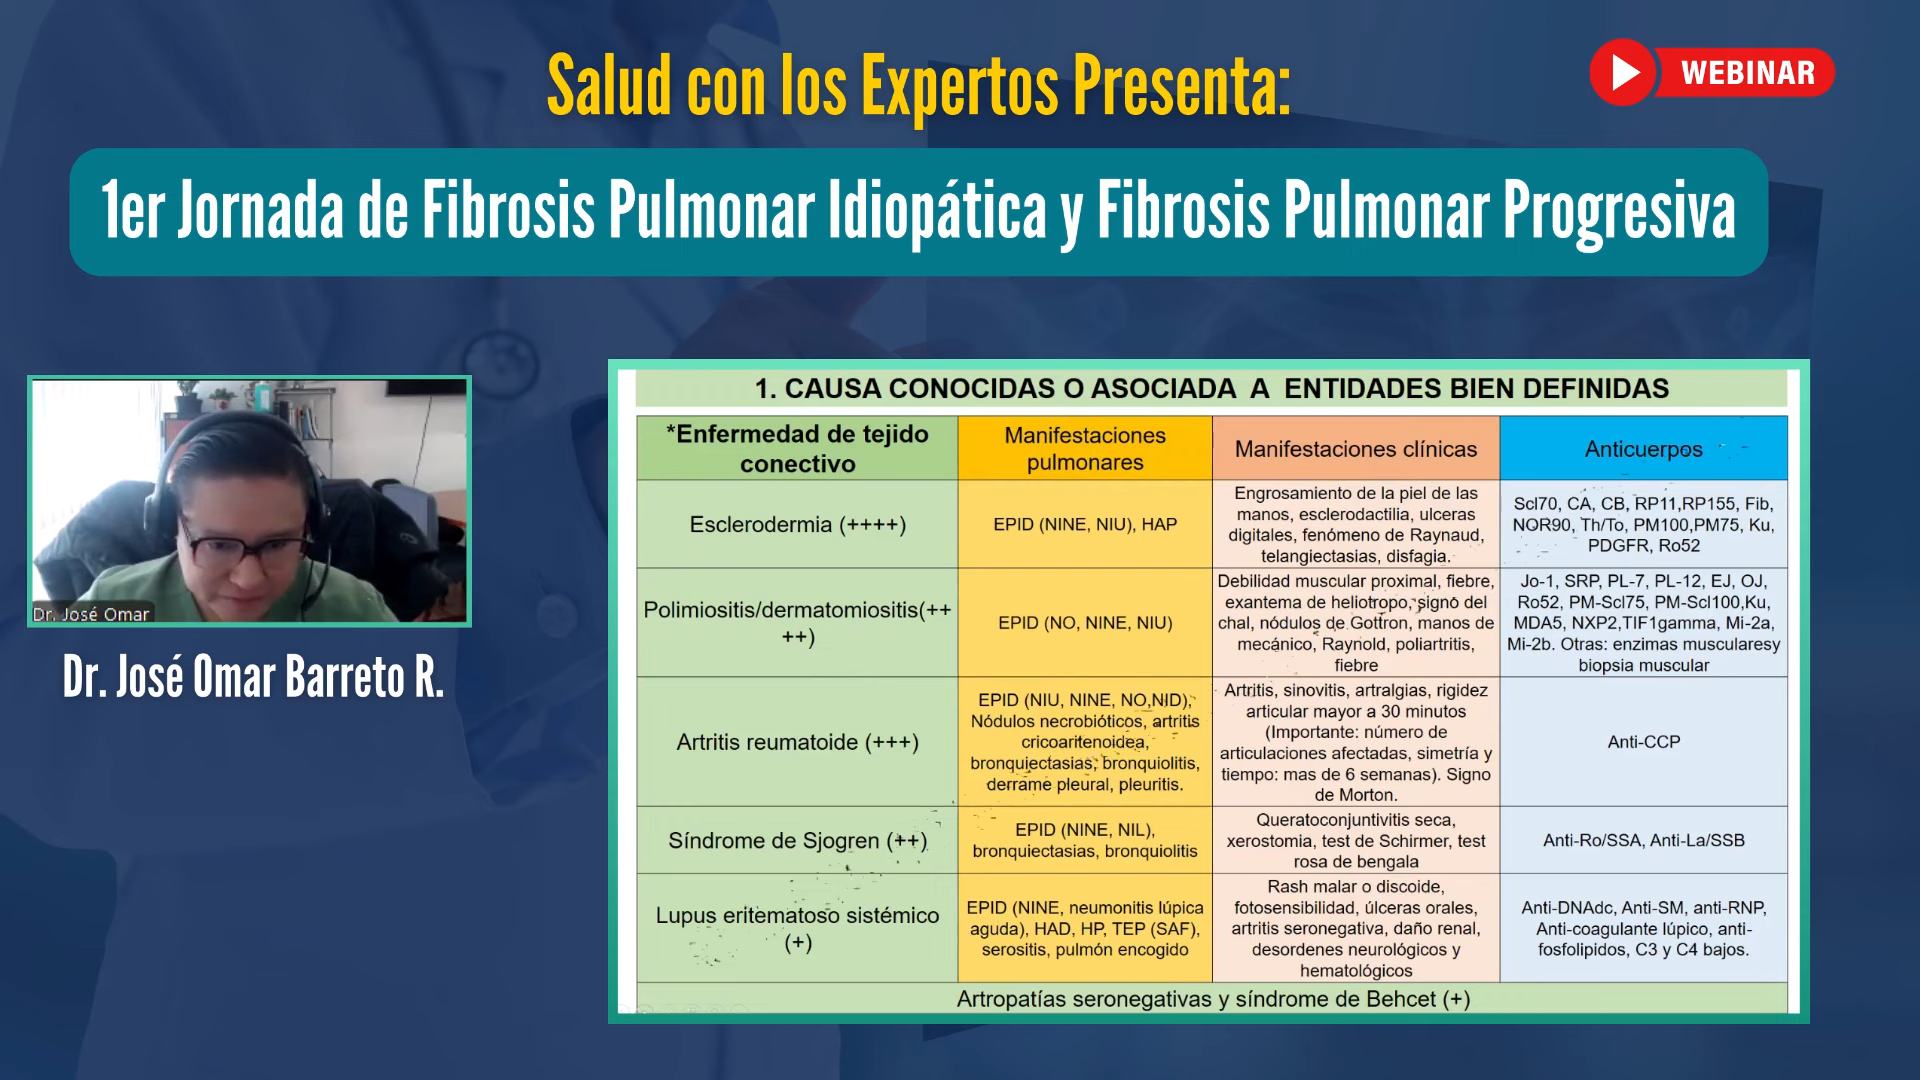 Salud con los Expertos Presenta:
WEBINAR
1er Jornada de Fibrosis Pulmonar Idiopática y Fibrosis Pulmonar Progresiva
Dr. José Omar
Dr. José Omar Barreto R.
1. CAUSA CONOCIDAS O ASOCIADA A ENTIDADES BIEN DEFINIDAS
*Enfermedad de tejido
conectivo
Manifestaciones
pulmonares
Manifestaciones clínicas
Anticuerpos
Esclerodermia (++++)
EPID (NINE, NIU), HAP
Engrosamiento de la piel de las
manos, esclerodactilia, ulceras
digitales, fenómeno de Raynaud,
telangiectasias, disfagia.
Scl70, CA, CB, RP11,RP155, Fib,
NOR90, Th/To, PM100,PM75, Ku,
PDGFR, Ro52
Polimiositis/dermatomiositis(++
++)
EPID (NO, NINE, NIU)
Debilidad muscular proximal, fiebre,
exantema de heliotropo, signo del
chal, nódulos de Gottron, manos de
mecánico, Raynold, poliartritis,
fiebre
Jo-1, SRP, PL-7, PL-12, EJ, OJ,
Ro52, PM-Scl75, PM-Scl100,Ku,
MDA5, NXP2,TIF1gamma, Mi-2a,
Mi-2b. Otras: enzimas muscularesy
biopsia muscular
Artritis reumatoide (+++)
EPID (NIU, NINE, NO,NID),
Nódulos necrobióticos, artritis
cricoaritenoidea,
bronquiectasias, bronquiolitis,
derrame pleural, pleuritis.
Artritis, sinovitis, artralgias, rigidez
articular mayor a 30 minutos
(Importante: número de
articulaciones afectadas, simetría y
tiempo: mas de 6 semanas). Signo
de Morton.
Anti-CCP
Síndrome de Sjogren (++)
EPID (NINE, NIL),
bronquiectasias, bronquiolitis
Queratoconjuntivitis seca,
xerostomia, test de Schirmer, test
rosa de bengala
Anti-Ro/SSA, Anti-La/SSB
Lupus eritematoso sistémico
(+)
EPID (NINE, neumonitis lúpica
aguda), HAD, HP, TEP (SAF),
serositis, pulmón encogido
Rash malar o discoide,
fotosensibilidad, úlceras orales,
artritis seronegativa, daño renal,
desordenes neurológicos y
hematológicos
Anti-DNAdc, Anti-SM, anti-RNP,
Anti-coagulante lúpico, anti-
fosfolipidos, C3 y C4 bajos.
Artropatías seronegativas y síndrome de Behcet (+)